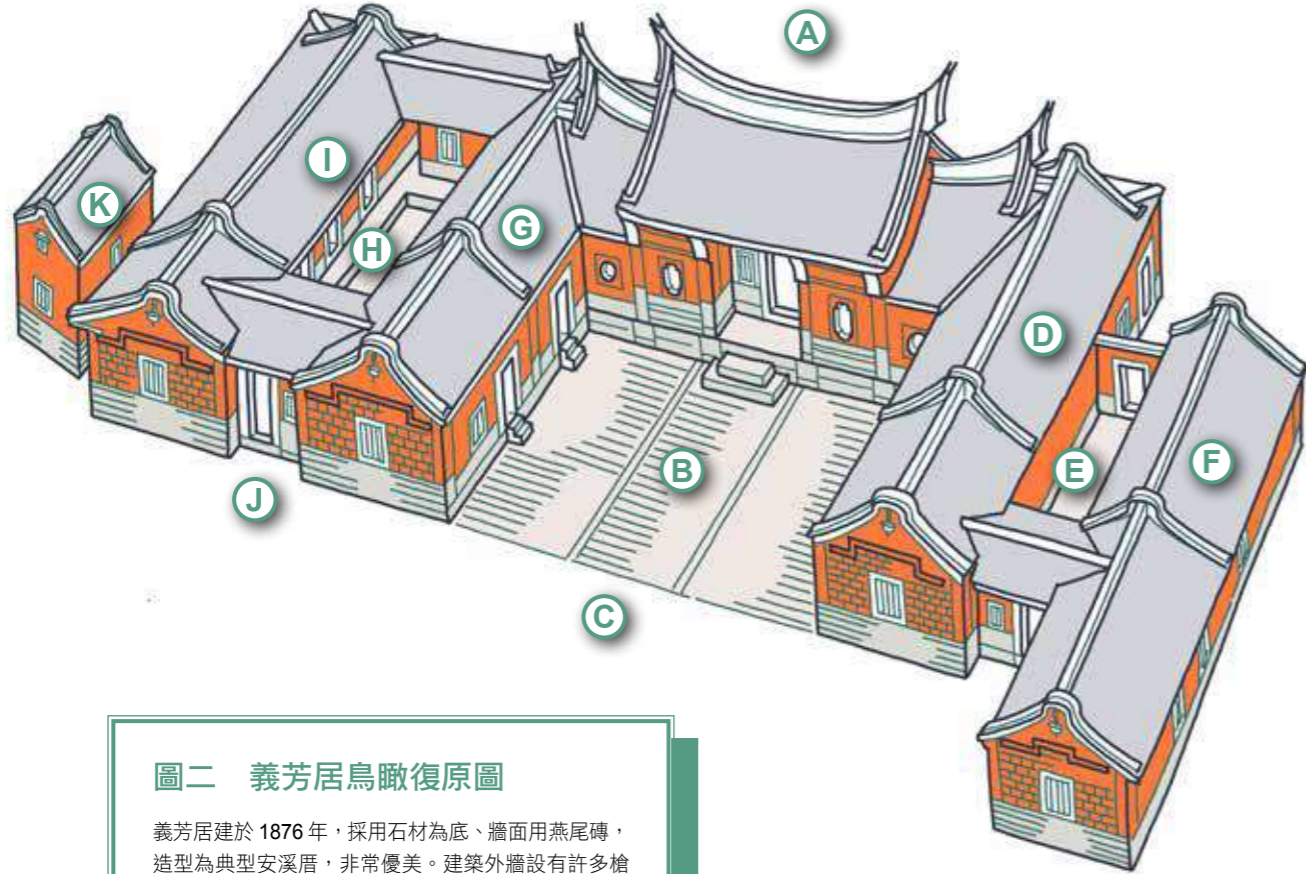 A
I
K
G
H
D
B
E
F
J
C
圖二 義芳居鳥瞰復原圖
義芳居建於 1876 年，採用石材為底、牆面用燕尾磚，
造型為典型安溪厝，非常優美。建築外牆設有許多槍